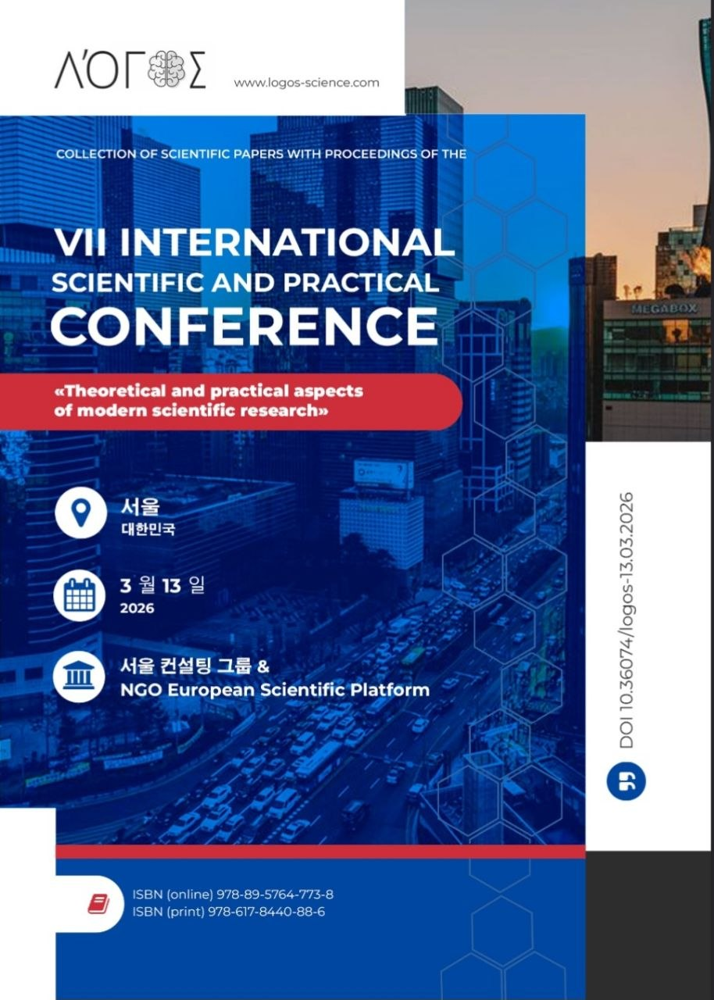 ΛΌΓΟΣ
www.logos-science.com
COLLECTION OF SCIENTIFIC PAPERS WITH PROCEEDINGS OF THE
VII INTERNATIONAL
SCIENTIFIC AND PRACTICAL
CONFERENCE
«Theoretical and practical aspects
of modern scientific research»
MEGABOX
서울
대한민국
3 월 13 일
2026
서울 컨설팅 그룹 &
NGO European Scientific Platform
DOI 10.36074/logos-13.03.2026
ISBN (online) 978-89-5764-773-8
ISBN (print) 978-617-8440-88-6